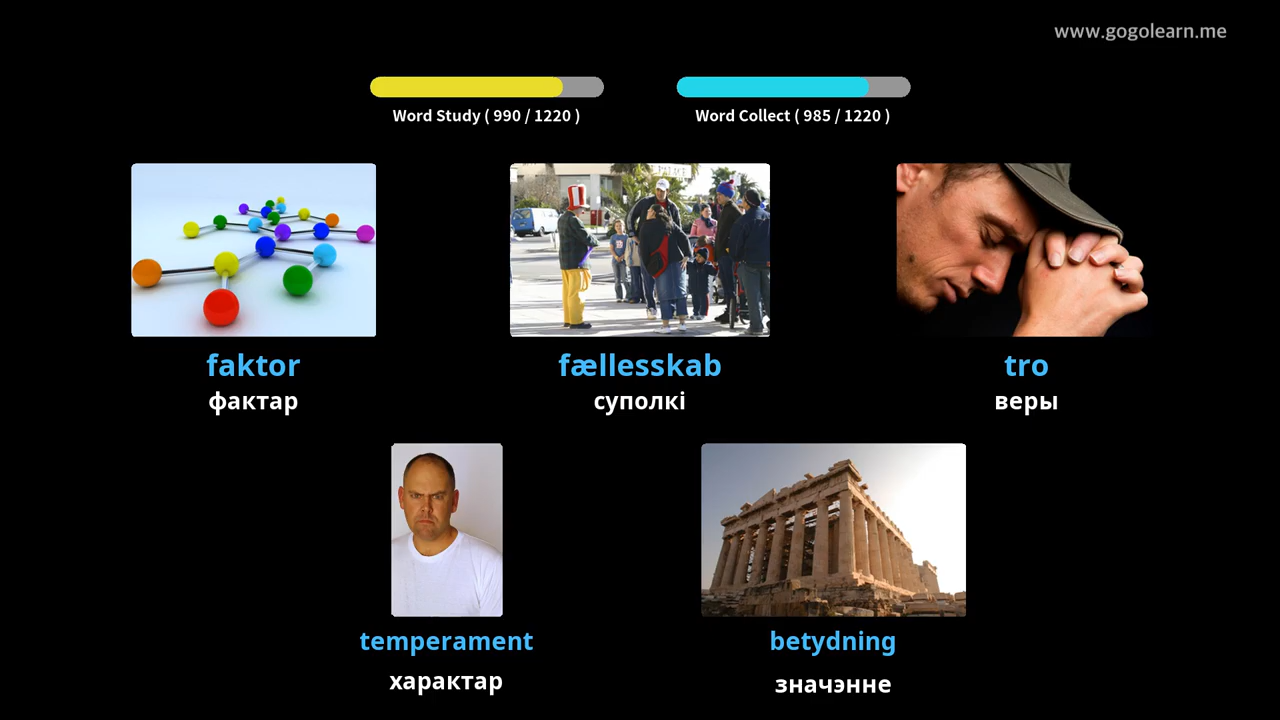 www.gogolearn.me
Word Study ( 990 / 1220 )
Word Collect ( 985 / 1220 )
faktor
фактар
fællesskab
суполкі
tro
веры
temperament
характар
betydning
значэнне